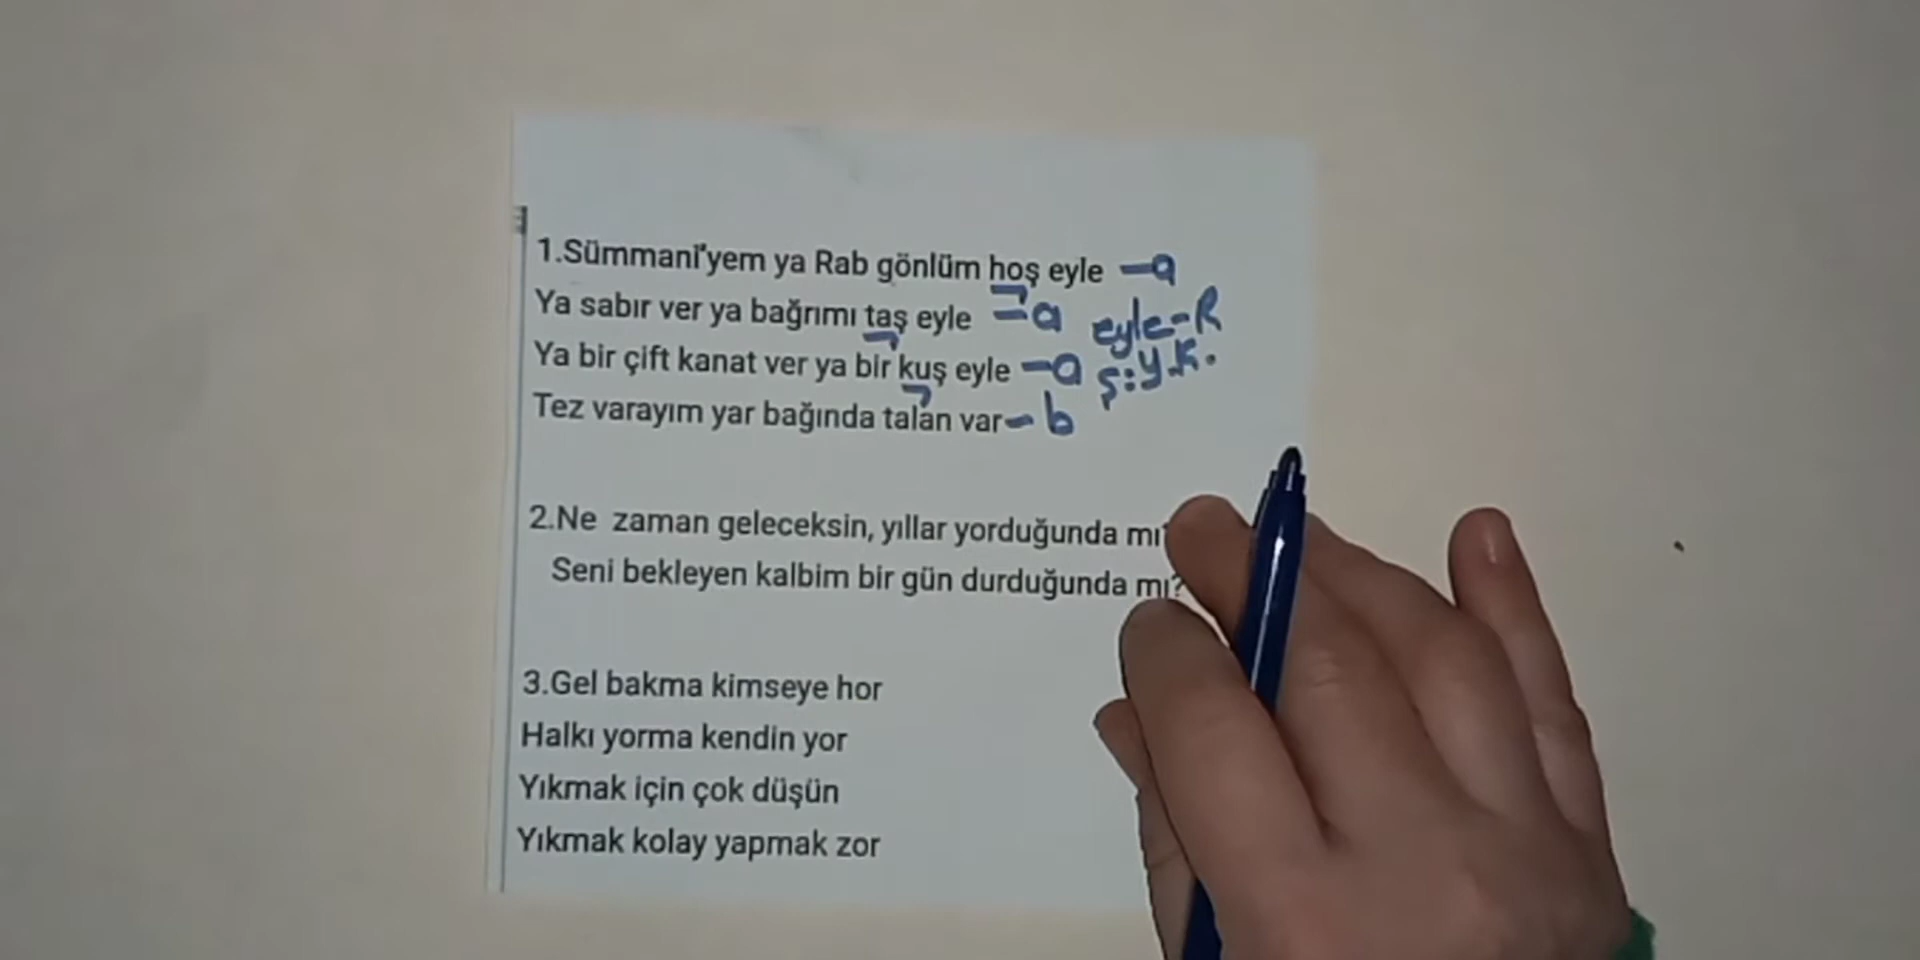 1.Sümmani'yem ya Rab gönlüm hoş eyle -a
Ya sabır ver ya bağrımı taş eyle -a eyle-R
Ya bir çift kanat ver ya bir kuş eyle -a ş:y.k.
Tez varayım yar bağında talan var -b
2.Ne zaman geleceksin, yıllar yorduğunda mı
Seni bekleyen kalbim bir gün durduğunda mı?
3.Gel bakma kimseye hor
Halkı yorma kendin yor
Yıkmak için çok düşün
Yıkmak kolay yapmak zor